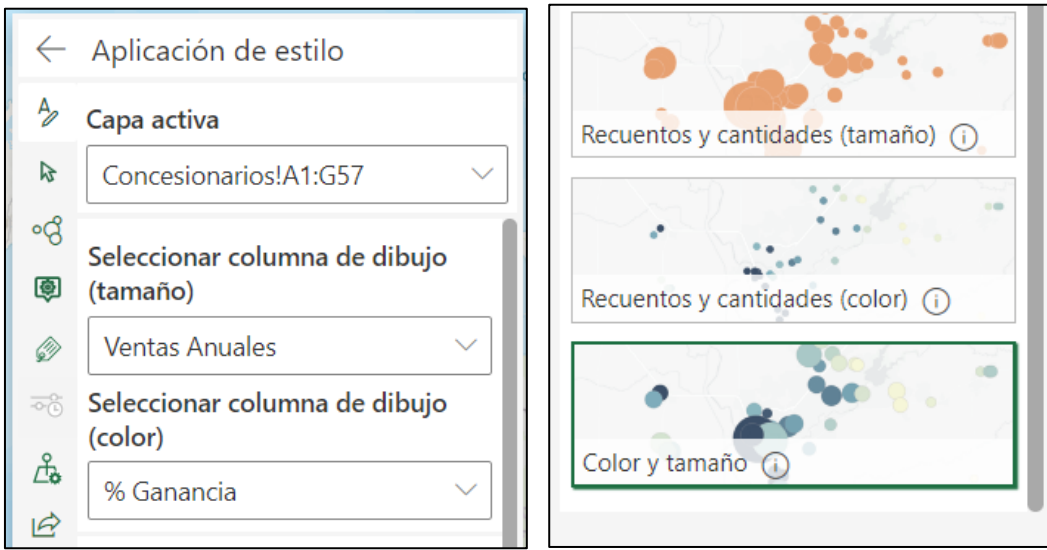 Aplicación de estilo
Capa activa
Concesionarios!A1:G57
Seleccionar columna de dibujo
(tamaño)
Ventas Anuales
Seleccionar columna de dibujo
(color)
% Ganancia
Recuentos y cantidades (tamaño)
Recuentos y cantidades (color)
Color y tamaño